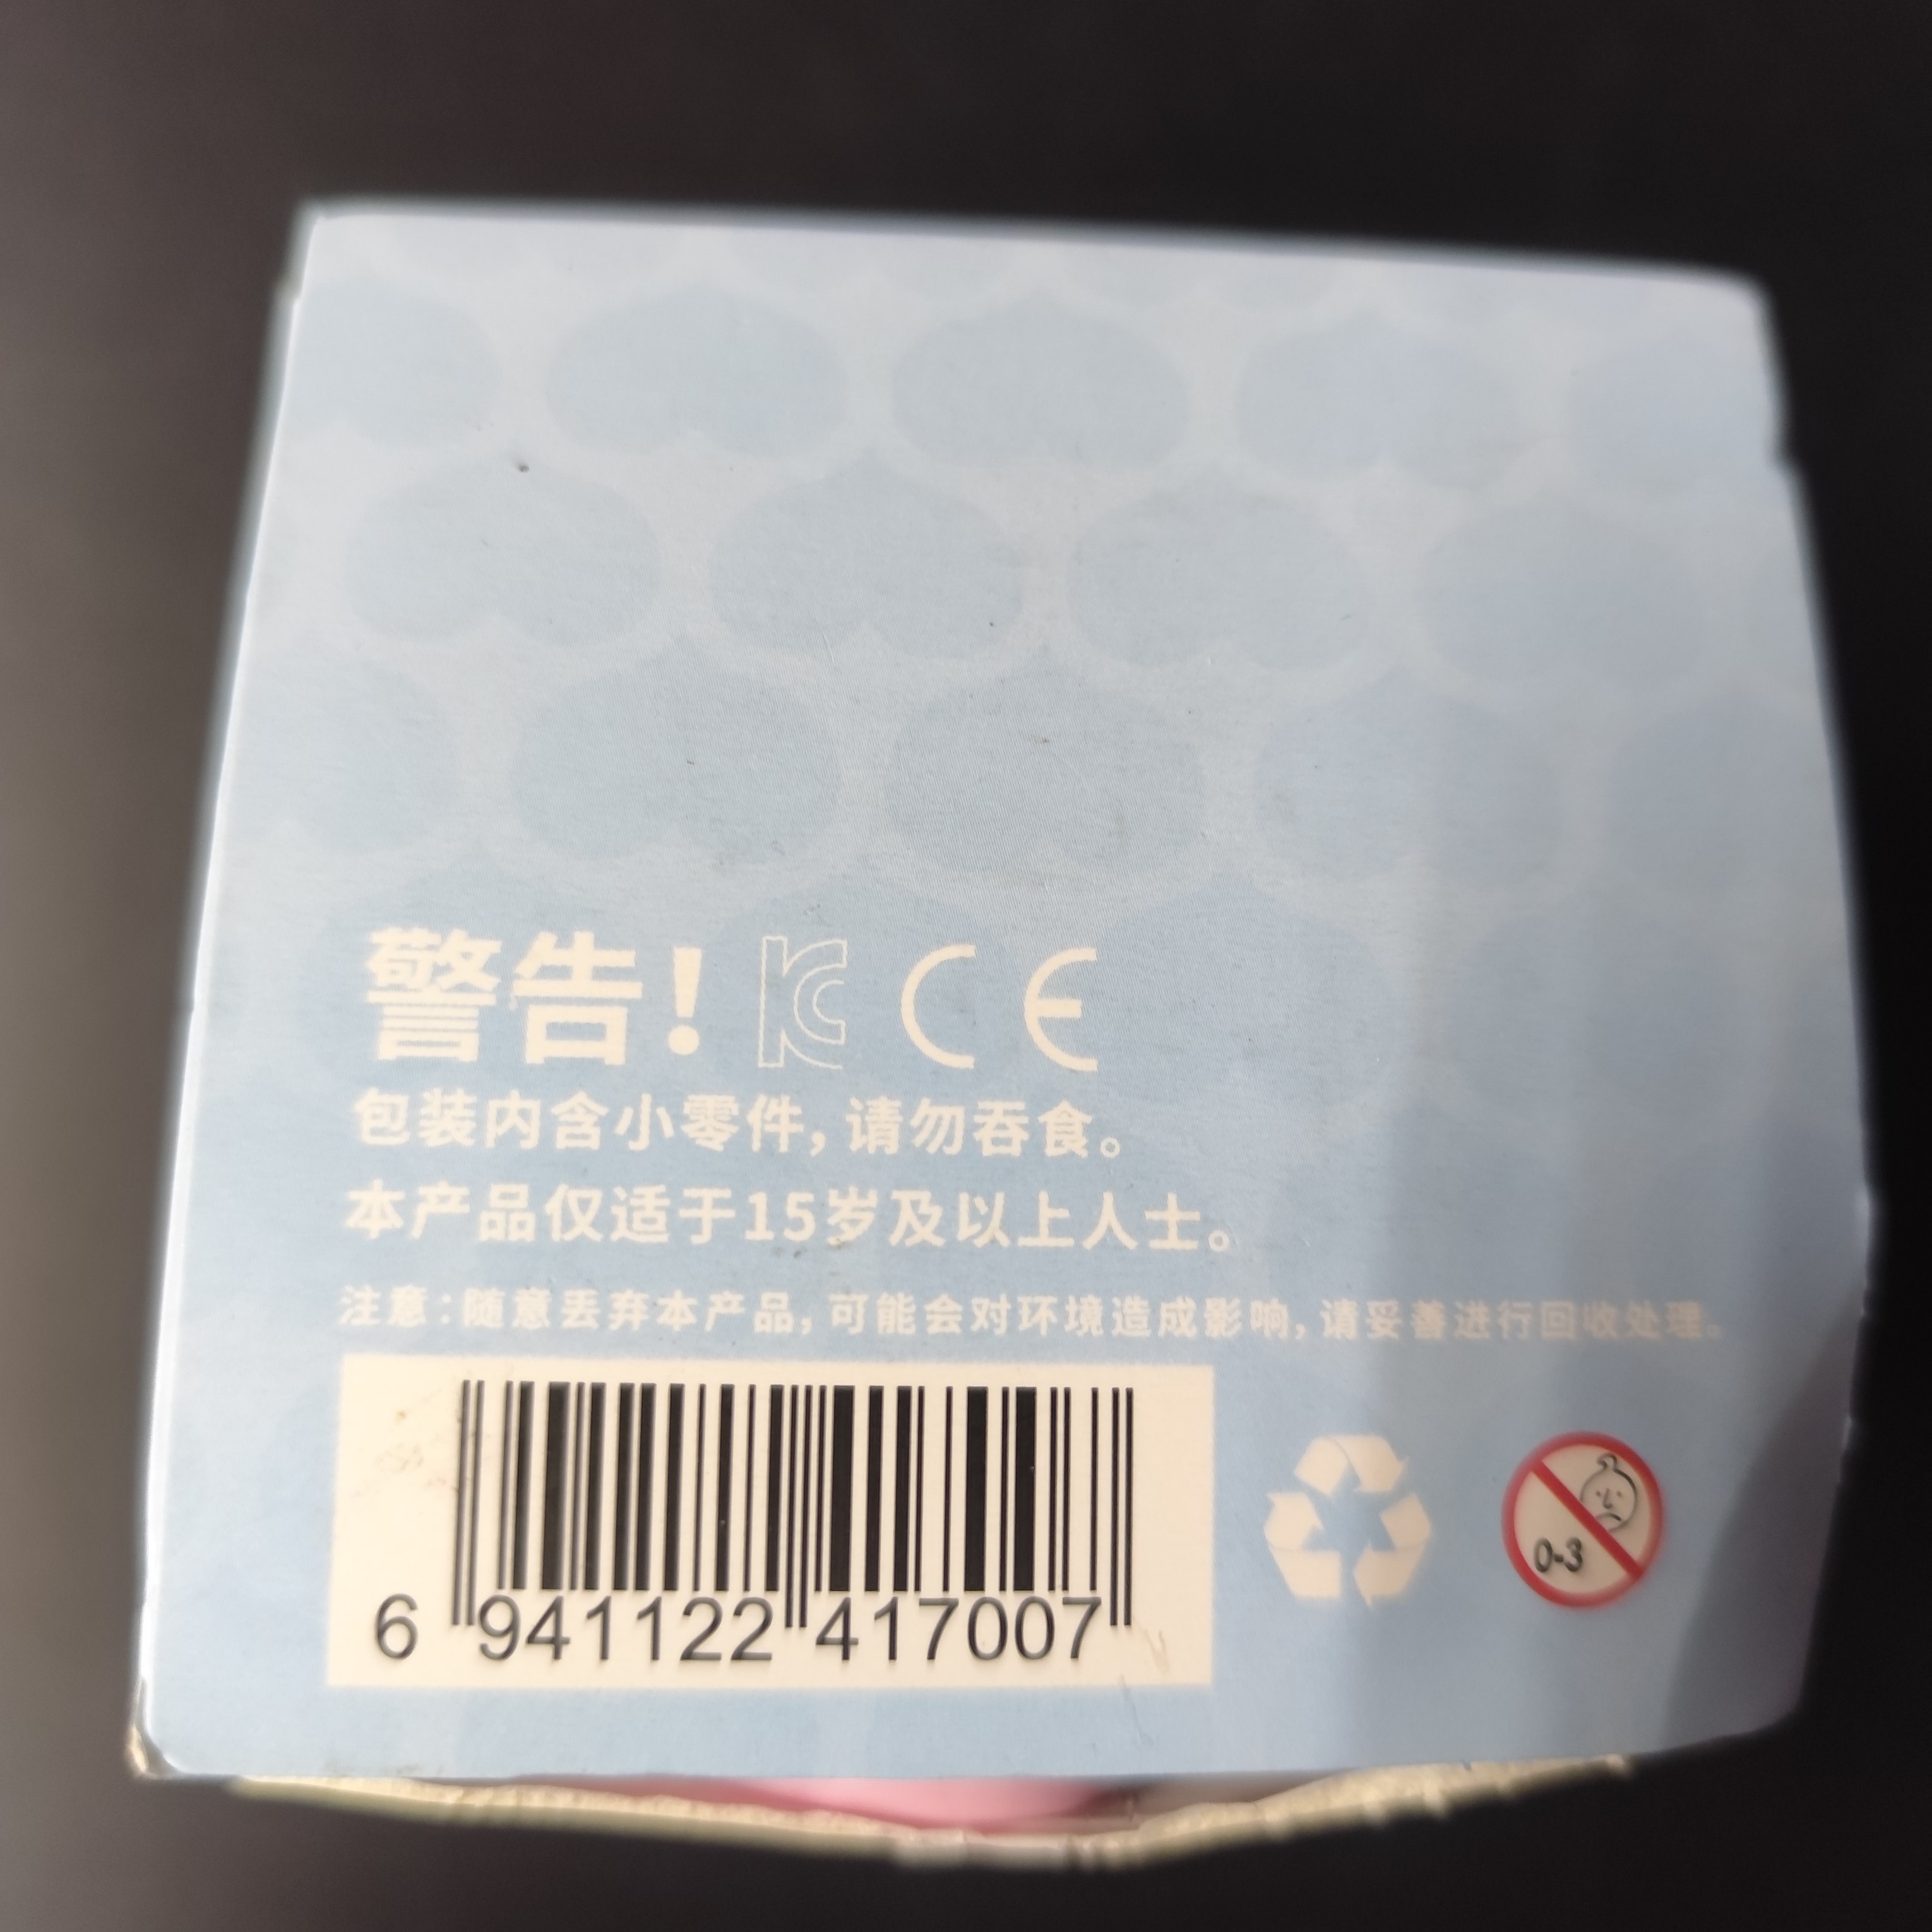 警告! KC CE
包装内含小零件,请勿吞食。
本产品仅适于15岁及以上人士。
注意:随意丢弃本产品,可能会对环境造成影响,请妥善进行回收处理。
6 941122 417007
0-3